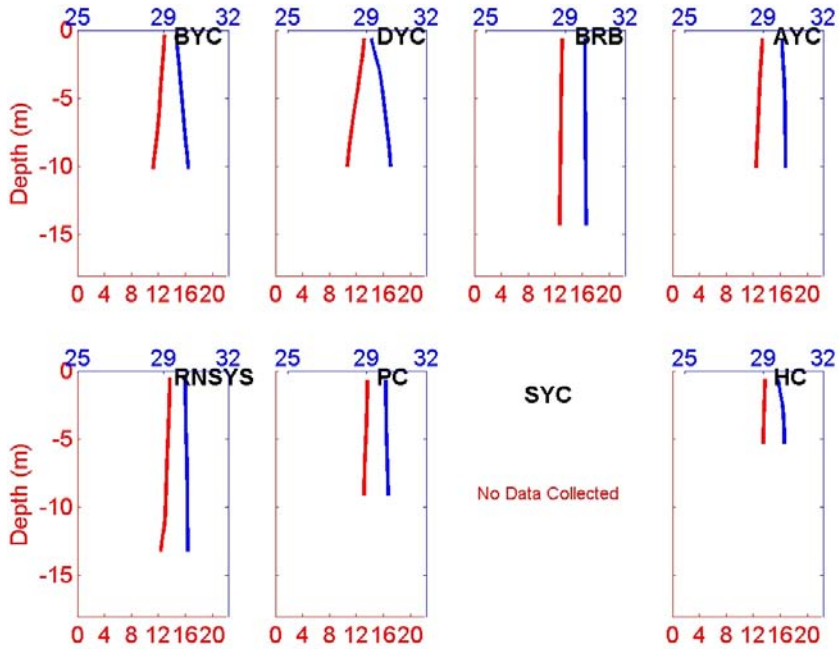 25 29 32 25 29 32 25 29 32 25 29 32
0 BYC DYC BRB AYC
-5
Depth (m)
-10
-15
0 4 8 12 16 20 0 4 8 12 16 20 0 4 8 12 16 20 0 4 8 12 16 20
25 29 32 25 29 32 25 29 32
0 RNSYS PC HC
SYC
-5
Depth (m)
No Data Collected
-10
-15
0 4 8 12 16 20 0 4 8 12 16 20 0 4 8 12 16 20